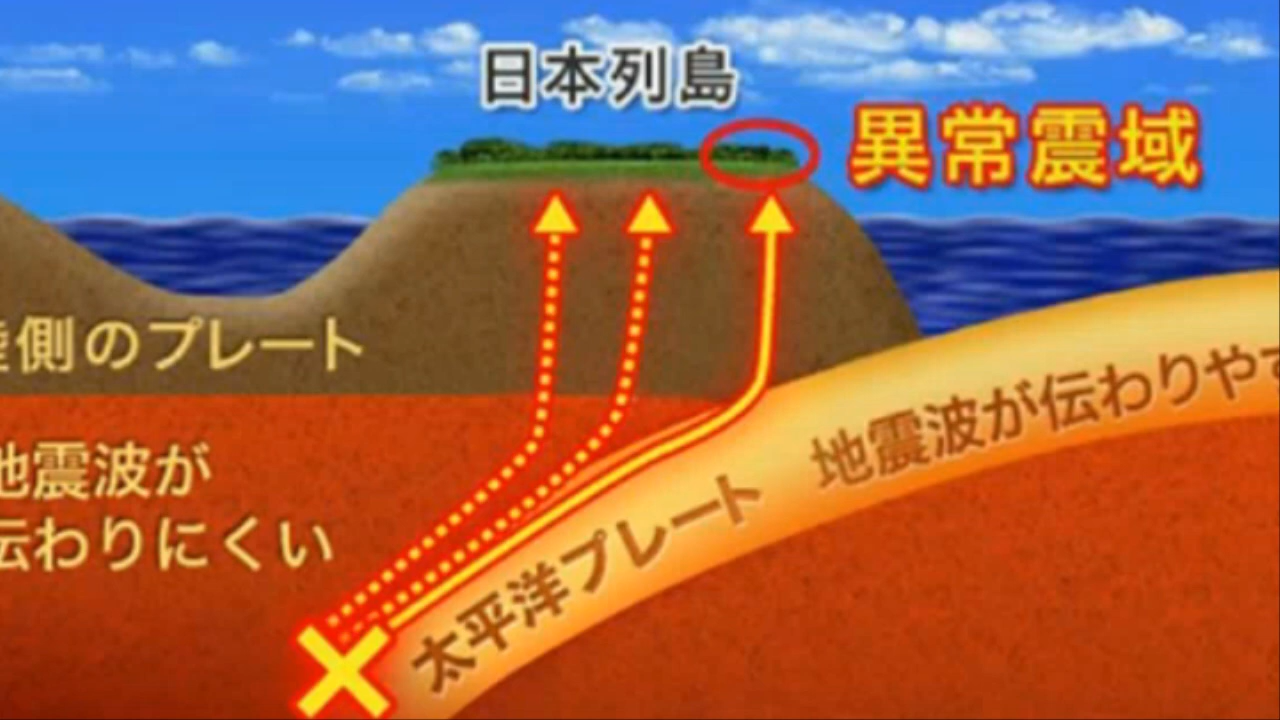 日本列島
異常震域
側のプレート
地震波が
伝わりにくい
太平洋プレート
地震波が伝わりや